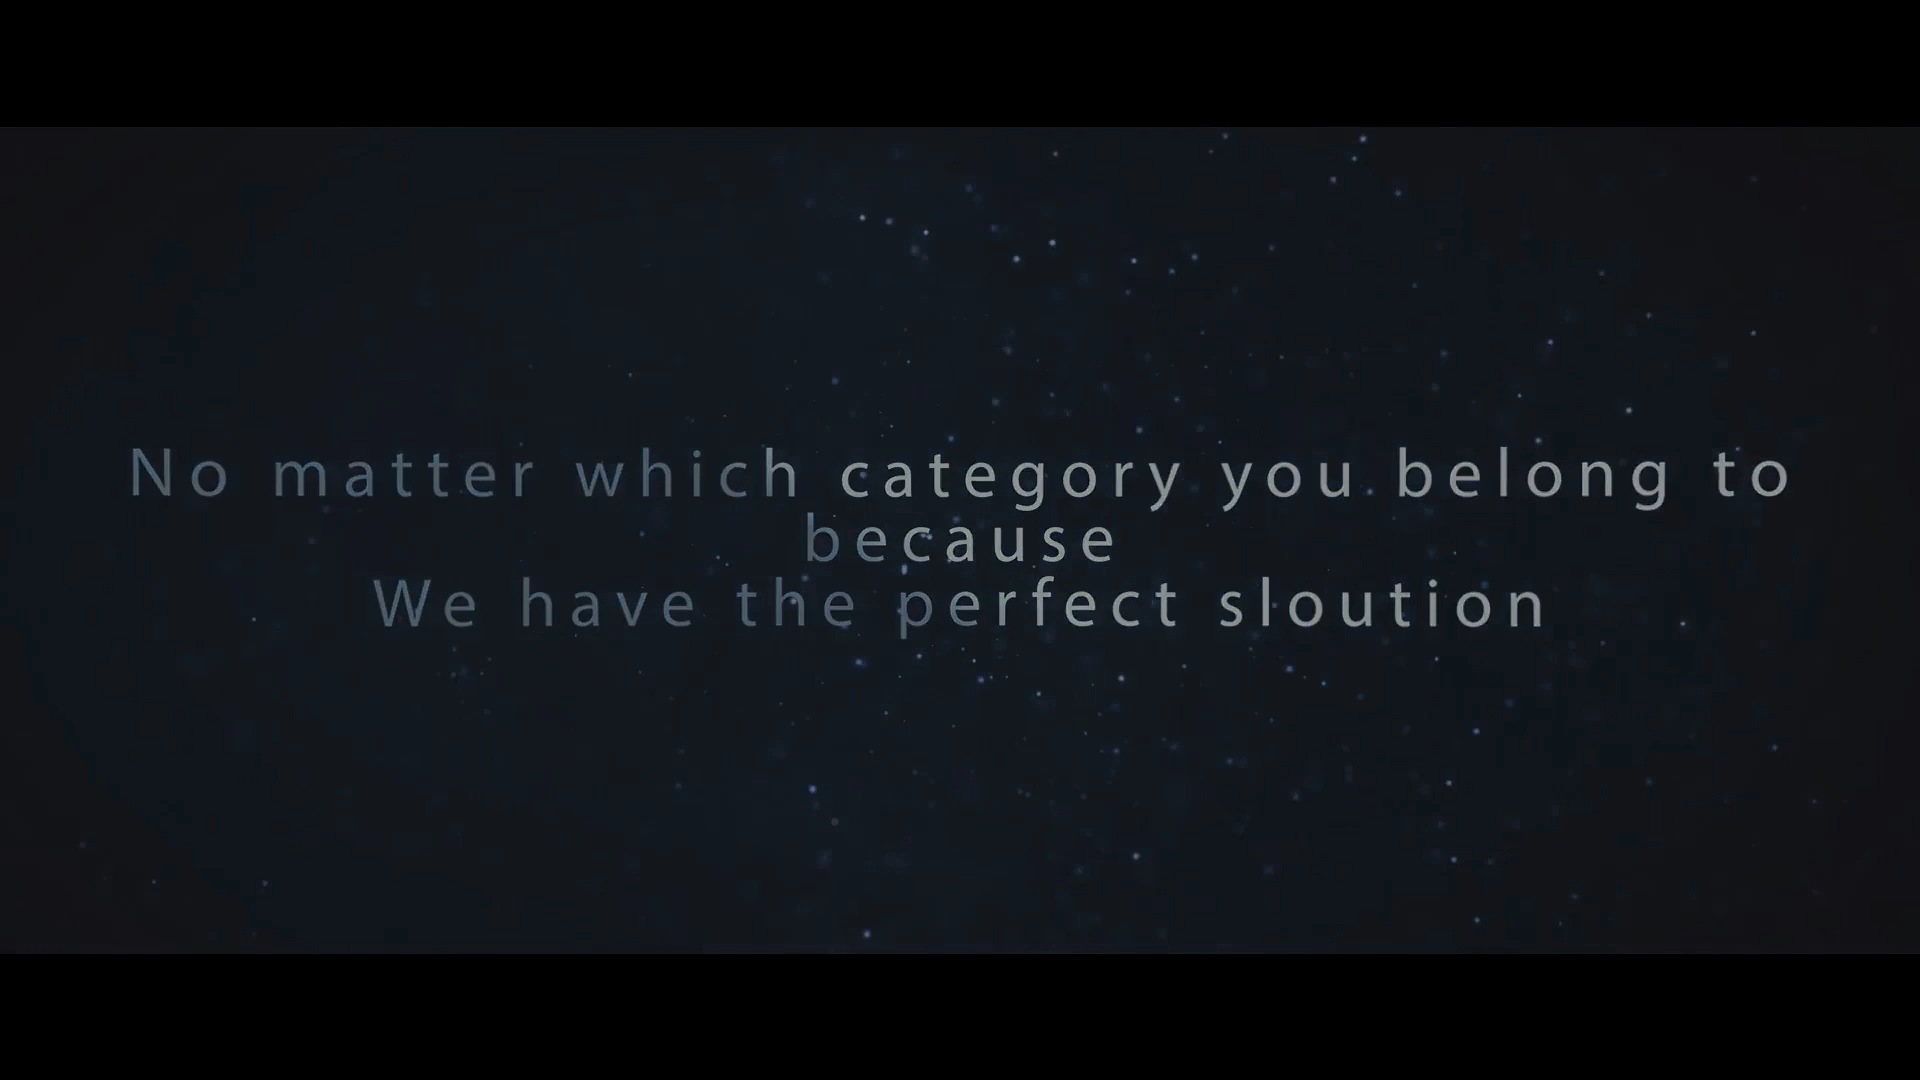 No matter which category you belong to
because
We have the perfect sloution